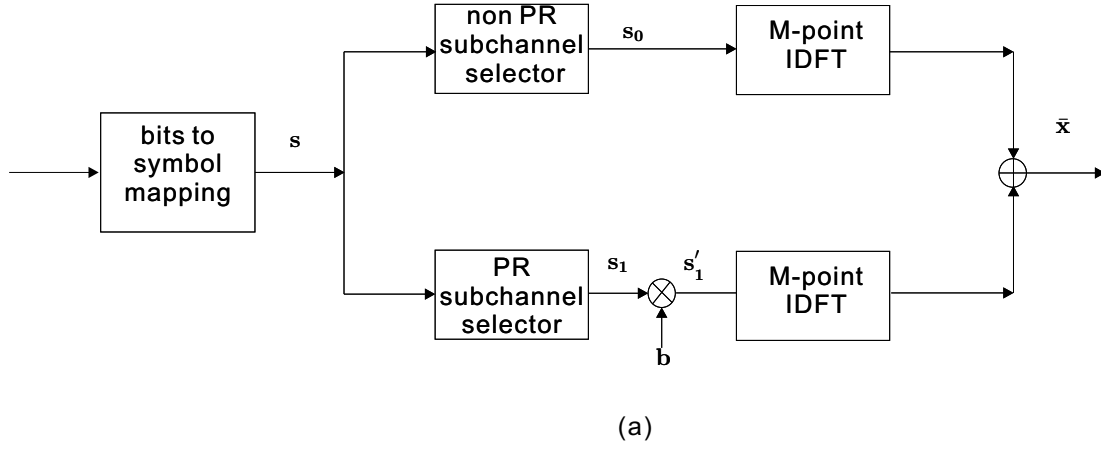 non PR
subchannel
selector
s₀
M-point
IDFT
bits to
symbol
mapping
s
x̄
PR
subchannel
selector
s₁
s′₁
M-point
IDFT
b
(a)